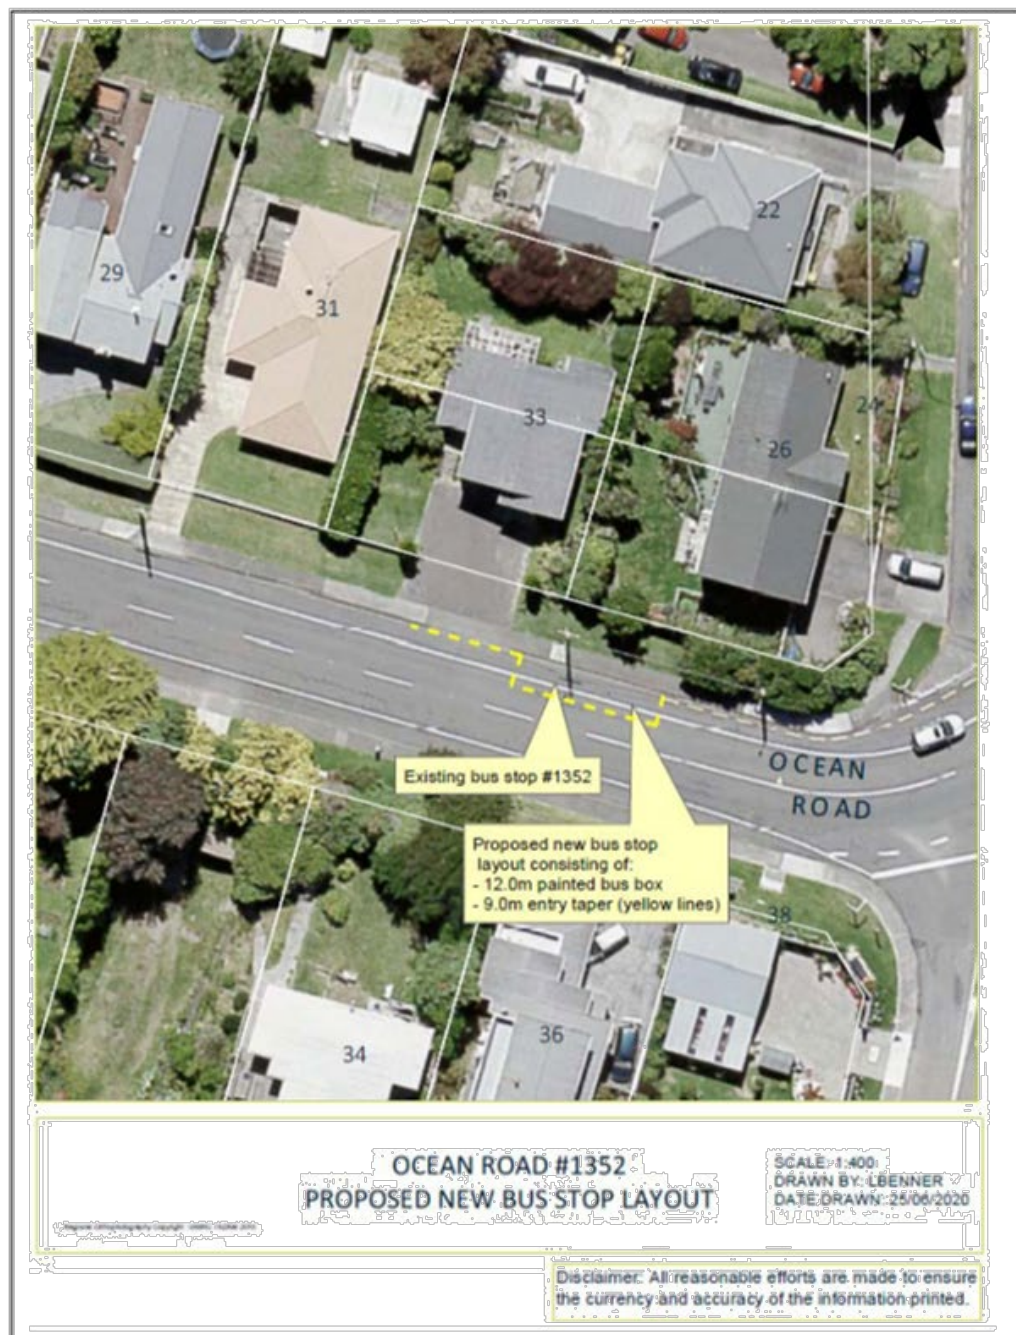 22
29
31
24
33
26
OCEAN
ROAD
Existing bus stop #1352
Proposed new bus stop
layout consisting of:
- 12.0m painted bus box
- 9.0m entry taper (yellow lines)
38
36
34
OCEAN ROAD #1352
PROPOSED NEW BUS STOP LAYOUT
SCALE: 1:400
DRAWN BY: LBENNER
DATE DRAWN: 25/06/2020
Disclaimer: All reasonable efforts are made to ensure
the currency and accuracy of the information printed.